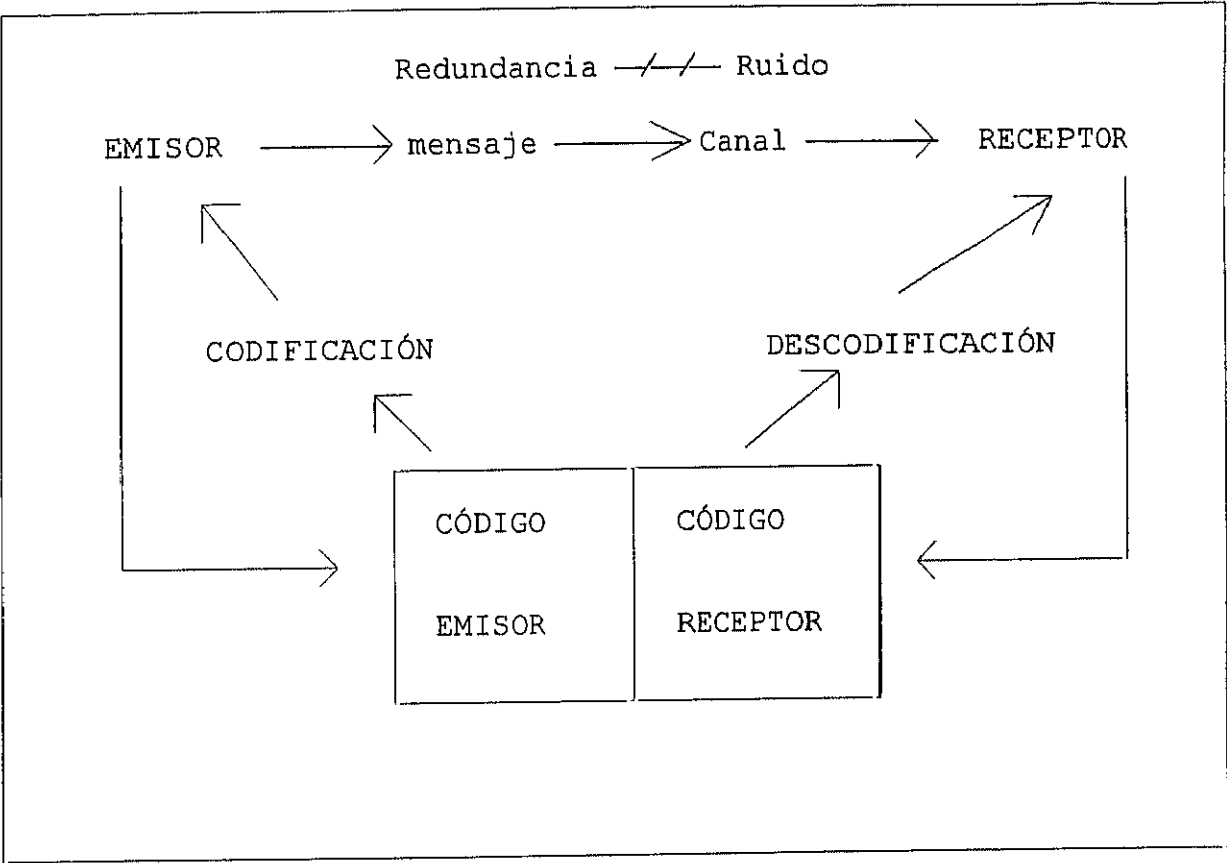 Redundancia —/—/— Ruido
EMISOR mensaje Canal RECEPTOR
CODIFICACIÓN DESCODIFICACIÓN
CÓDIGO CÓDIGO
EMISOR RECEPTOR